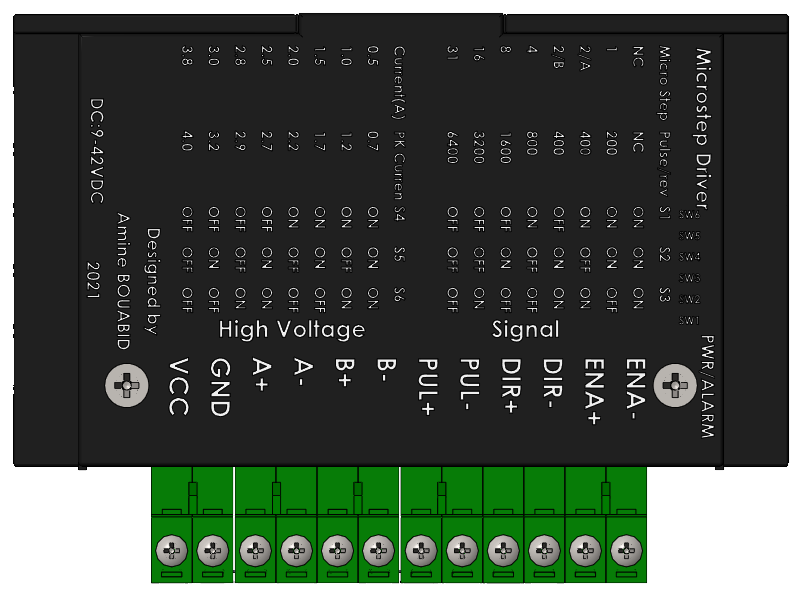 Microstep Driver
SW6 SW5 SW4 SW3 SW2 SW1
PWR/ALARM
Micro Step Pulse/rev S1 S2 S3
NC NC ON ON ON
1 200 ON ON OFF
2/A 400 ON OFF ON
2/B 400 OFF ON ON
4 800 ON OFF OFF
8 1600 OFF ON OFF
16 3200 OFF OFF ON
31 6400 OFF OFF OFF
Current(A) PK Curren S4 S5 S6
0.5 0.7 ON ON ON
1.0 1.2 ON OFF ON
1.5 1.7 ON ON OFF
2.0 2.2 ON OFF OFF
2.5 2.7 OFF ON ON
2.8 2.9 OFF OFF ON
3.0 3.2 OFF ON OFF
3.8 4.0 OFF OFF OFF
Designed by
Amine BOUABID
DC:9-42VDC
2021
High Voltage
Signal
VCC
GND
A+
A-
B+
B-
PUL+
PUL-
DIR+
DIR-
ENA+
ENA-